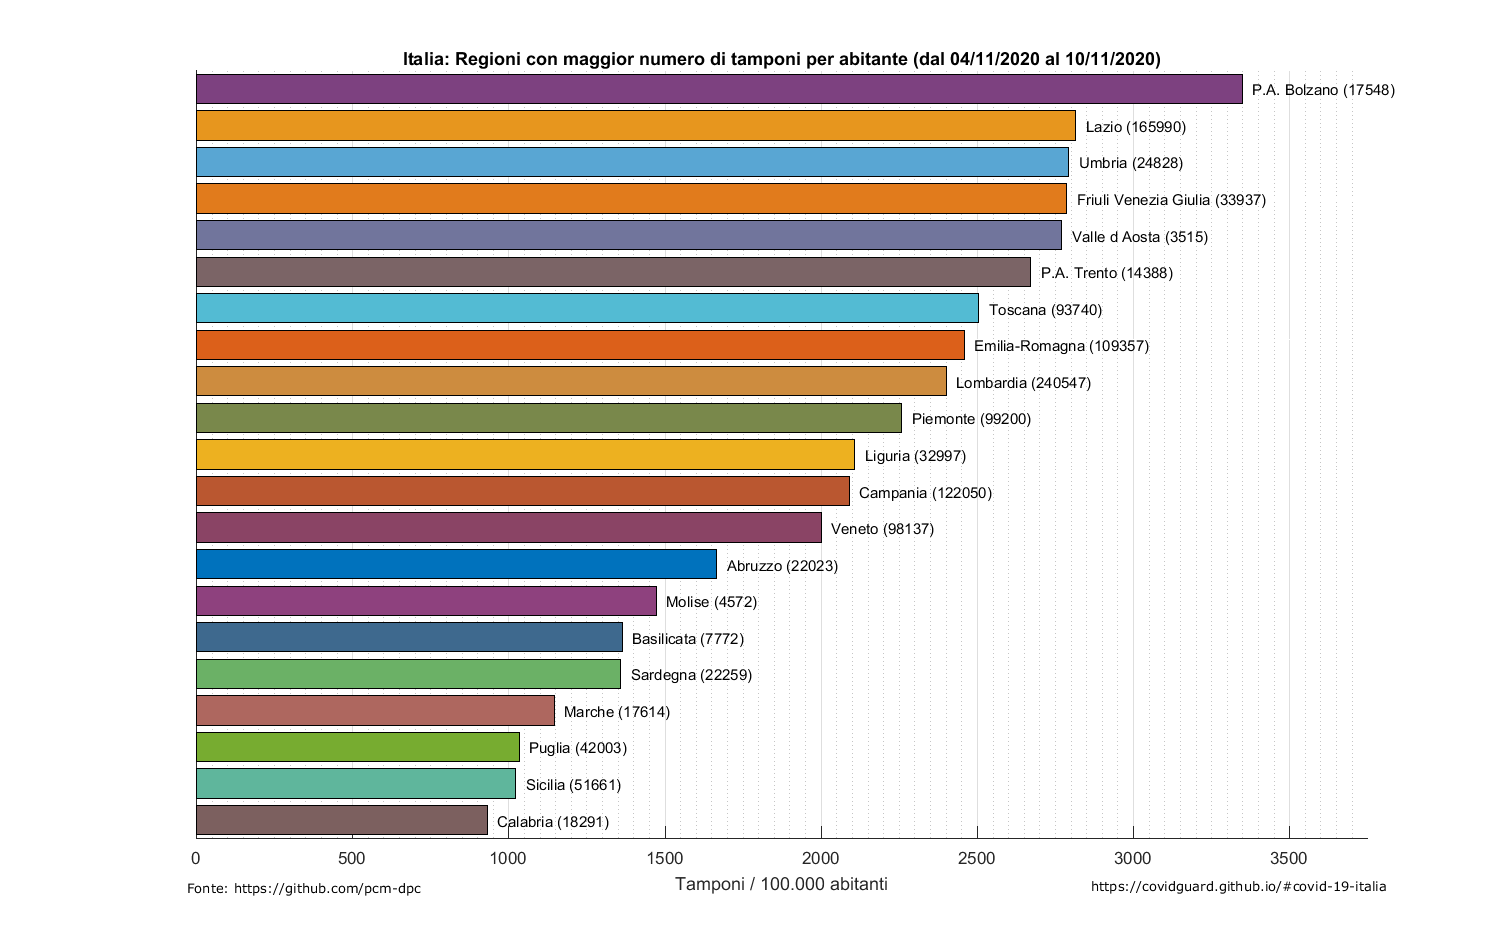 Italia: Regioni con maggior numero di tamponi per abitante (dal 04/11/2020 al 10/11/2020)
P.A. Bolzano (17548)
Lazio (165990)
Umbria (24828)
Friuli Venezia Giulia (33937)
Valle d Aosta (3515)
P.A. Trento (14388)
Toscana (93740)
Emilia-Romagna (109357)
Lombardia (240547)
Piemonte (99200)
Liguria (32997)
Campania (122050)
Veneto (98137)
Abruzzo (22023)
Molise (4572)
Basilicata (7772)
Sardegna (22259)
Marche (17614)
Puglia (42003)
Sicilia (51661)
Calabria (18291)
0 500 1000 1500 2000 2500 3000 3500
Tamponi / 100.000 abitanti
Fonte: https://github.com/pcm-dpc
https://covidguard.github.io/#covid-19-italia